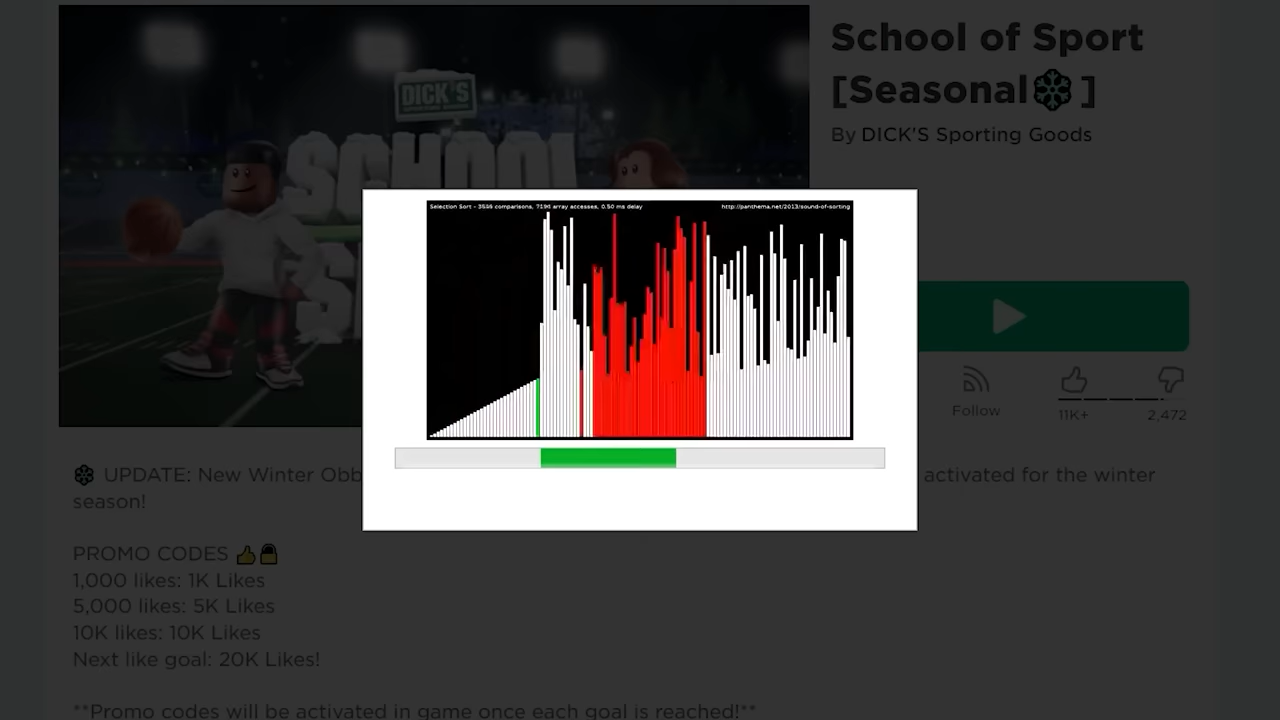 School of Sport
[Seasonal❄]
By DICK'S Sporting Goods
DICK'S
SCHOOL
Selection Sort - 3585 comparisons, 7190 array accesses, 0.50 ms delay
http://panthema.net/2013/sound-of-sorting
Follow
11K+
2,472
❄ UPDATE: New Winter Obb
activated for the winter
season!
PROMO CODES 👍🔒
1,000 likes: 1K Likes
5,000 likes: 5K Likes
10K likes: 10K Likes
Next like goal: 20K Likes!
**Promo codes will be activated in game once each goal is reached!**